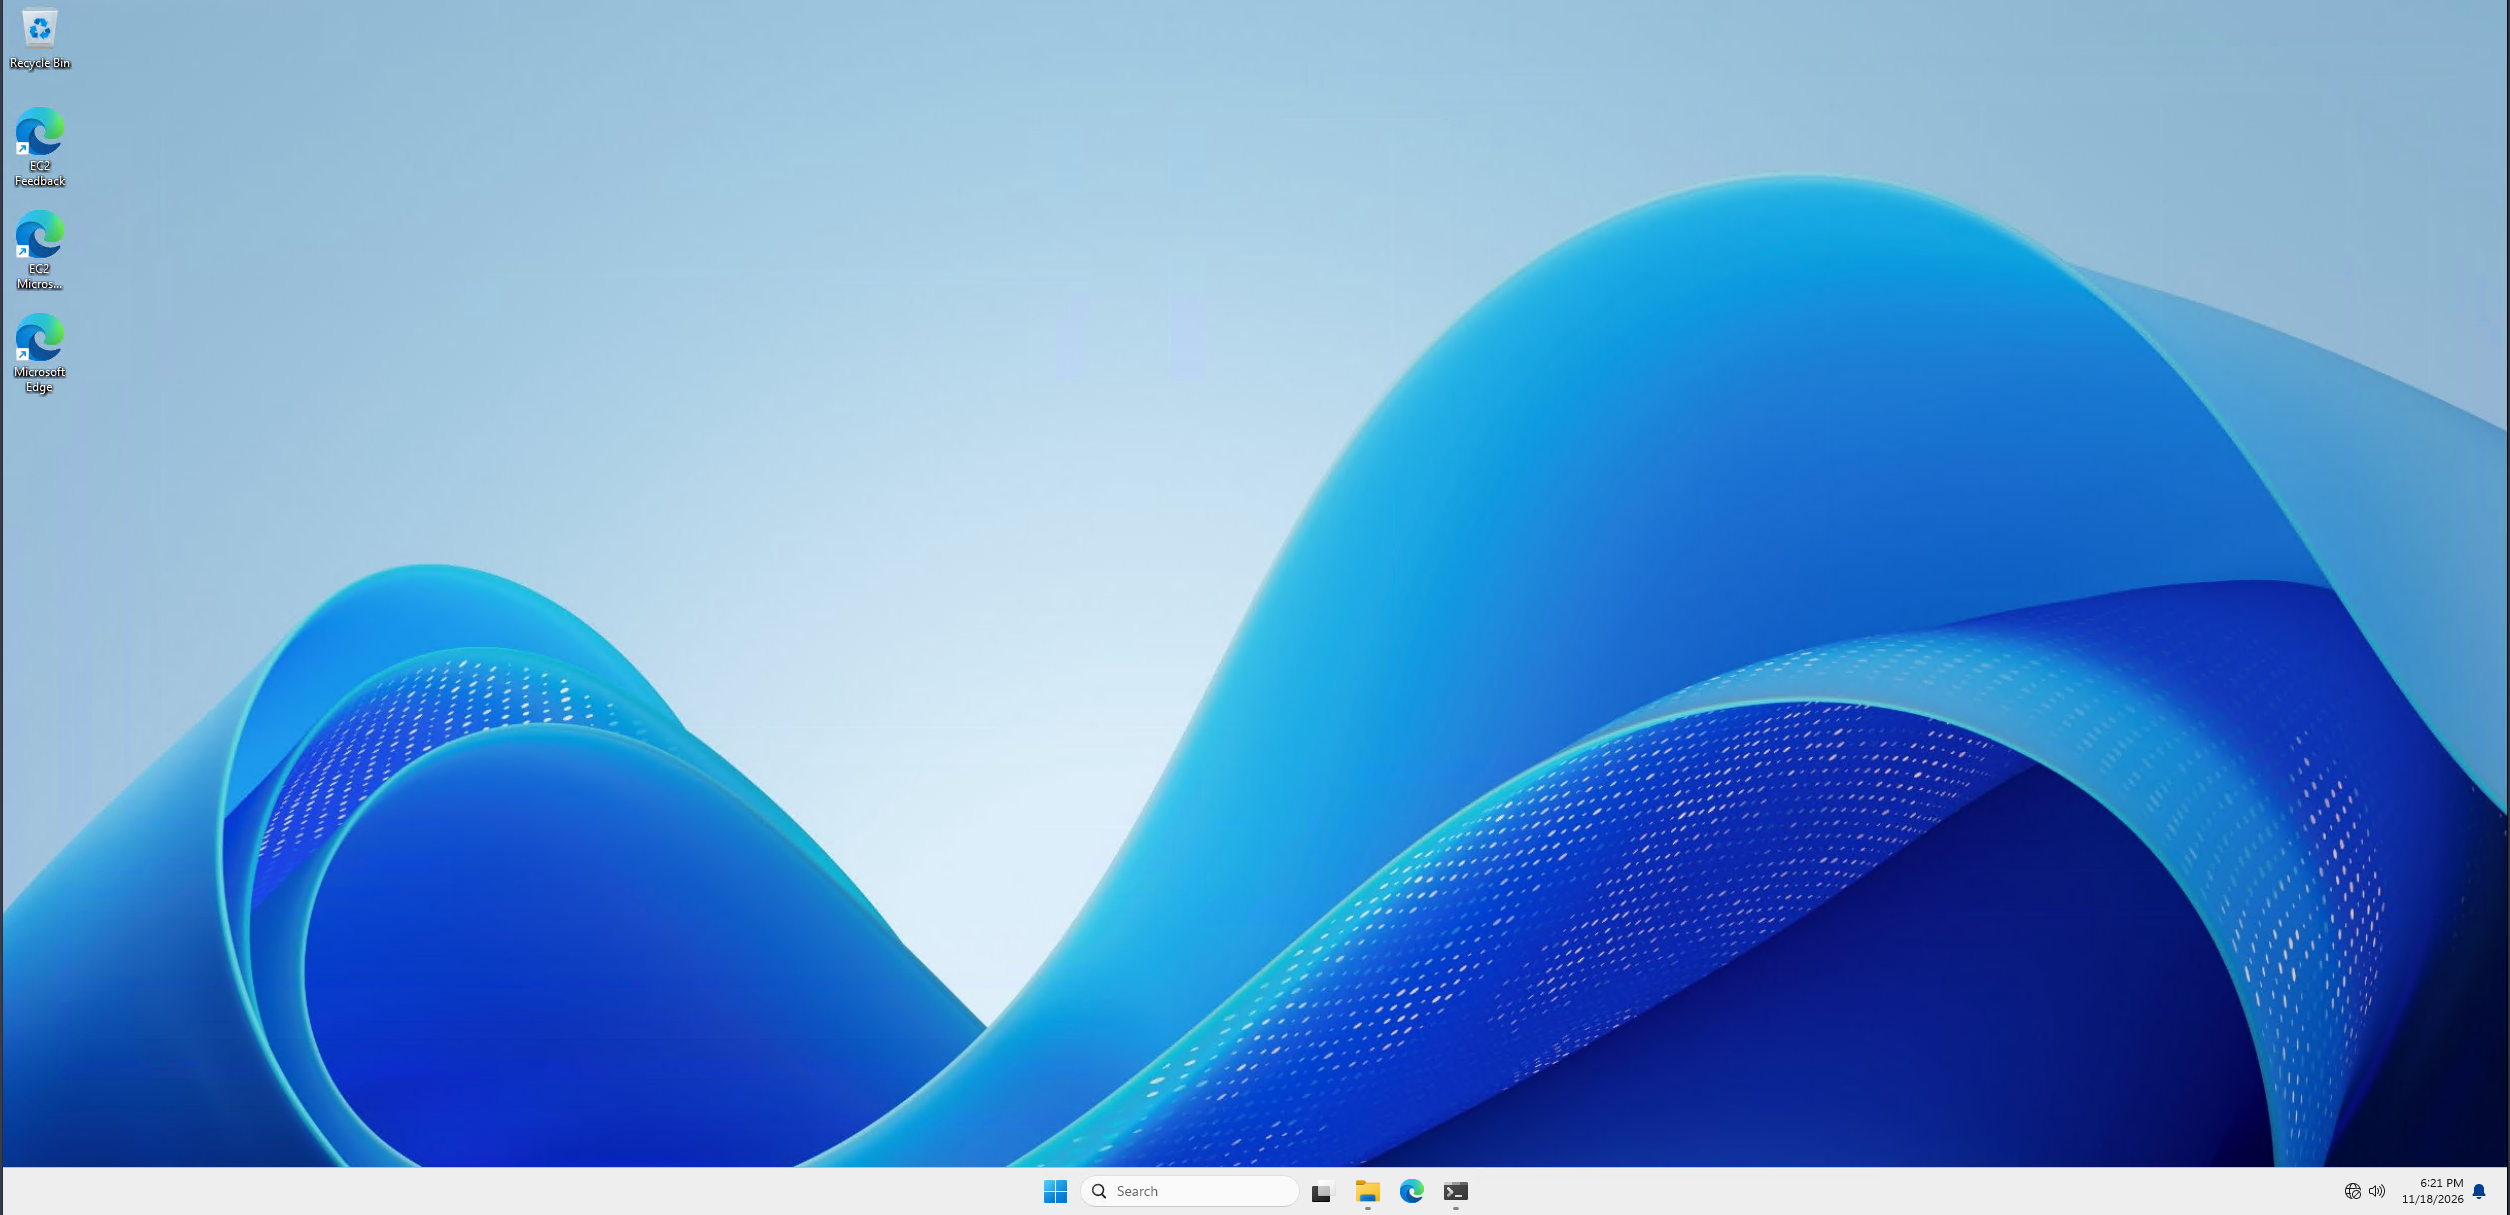 Recycle Bin
EC2
Feedback
EC2
Micros...
Microsoft
Edge
Search
6:21 PM
11/18/2026